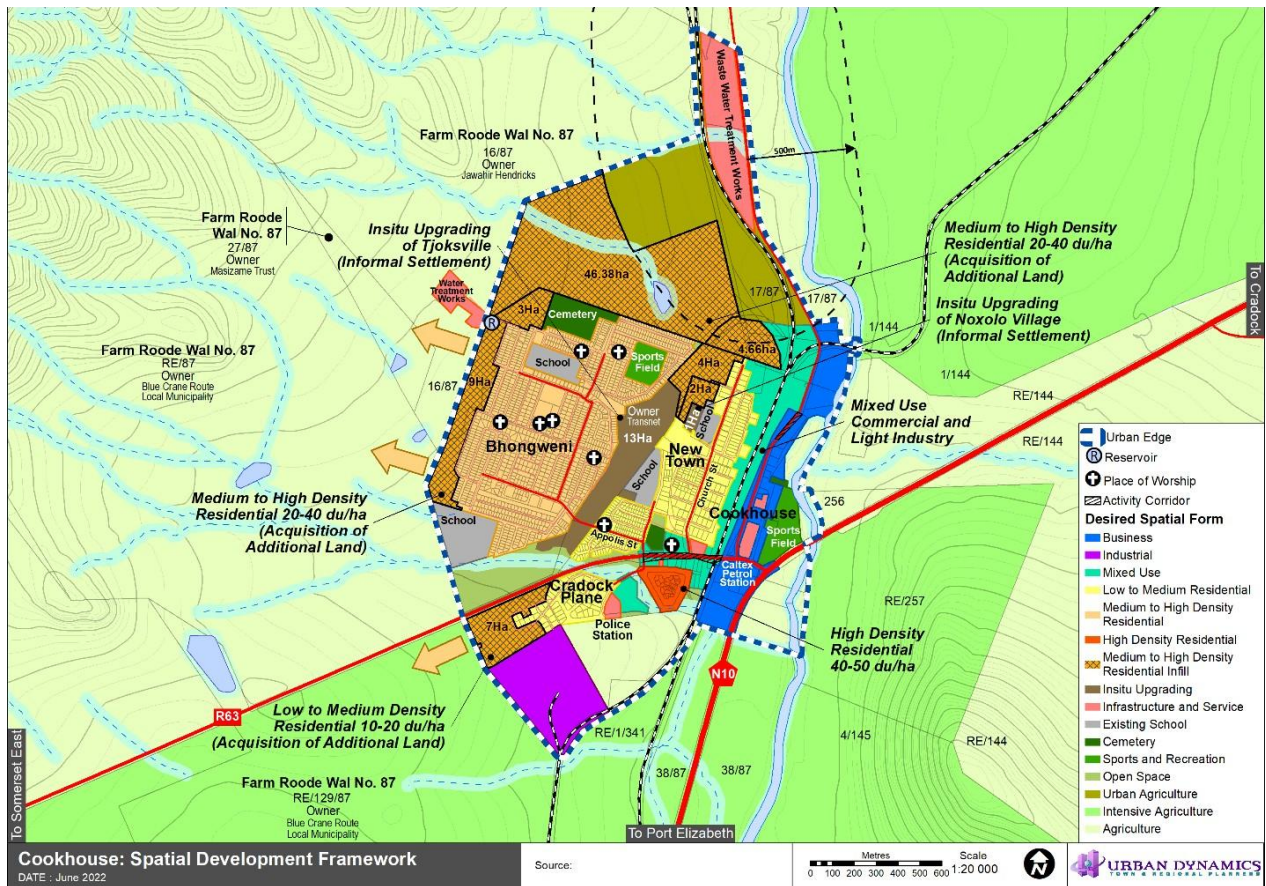 Waste Water Treatment Works
500m
Farm Roode Wal No. 87
16/87
Owner
Jawahir Hendricks
Farm Roode
Wal No. 87
27/87
Owner
Masizame Trust
Insitu Upgrading
of Tjoksville
(Informal Settlement)
Medium to High Density
Residential 20-40 du/ha
(Acquisition of
Additional Land)
Insitu Upgrading
of Noxolo Village
(Informal Settlement)
To Cradock
46.38ha
17/87
17/87
1/144
1/144
RE/144
RE/144
Water
Treatment
Works
R
3Ha
Cemetery
School
Sports
Field
4.66ha
4Ha
2Ha
1Ha
School
Farm Roode Wal No. 87
RE/87
Owner
Blue Crane Route
Local Municipality
16/87
9Ha
Owner
Transnet
13Ha
Bhongweni
New
Town
School
Church St
Mixed Use
Commercial and
Light Industry
Cookhouse
Sports
Field
256
Medium to High Density
Residential 20-40 du/ha
(Acquisition of
Additional Land)
School
Appolis St
Caltex
Petrol
Station
Cradock
Plane
Police
Station
7Ha
RE/257
High Density
Residential
40-50 du/ha
N10
R63
Low to Medium Density
Residential 10-20 du/ha
(Acquisition of Additional Land)
RE/1/341
4/145
RE/144
38/87
38/87
Farm Roode Wal No. 87
RE/129/87
Owner
Blue Crane Route
Local Municipality
To Somerset East
To Port Elizabeth
Urban Edge
R Reservoir
Place of Worship
Activity Corridor
Desired Spatial Form
Business
Industrial
Mixed Use
Low to Medium Residential
Medium to High Density
Residential
High Density Residential
Medium to High Density
Residential Infill
Insitu Upgrading
Infrastructure and Service
Existing School
Cemetery
Sports and Recreation
Open Space
Urban Agriculture
Intensive Agriculture
Agriculture
Cookhouse: Spatial Development Framework
DATE : June 2022
Source:
Metres
0 100 200 300 400 500 600
Scale
1:20 000
N
URBAN DYNAMICS
TOWN & REGIONAL PLANNERS